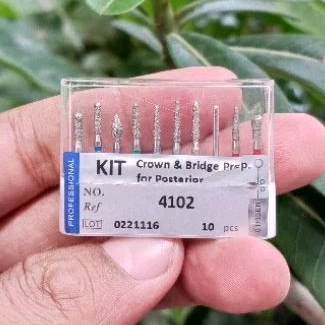 PROFESSIONAL
KIT Crown & Bridge Prep.
for Posterior
NO.
Ref 4102
LOT 0221116 10 pcs